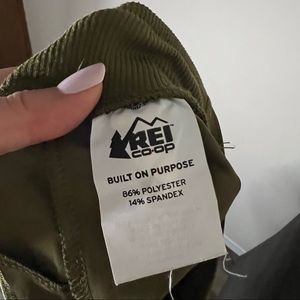 REI
co·op
BUILT ON PURPOSE
86% POLYESTER
14% SPANDEX